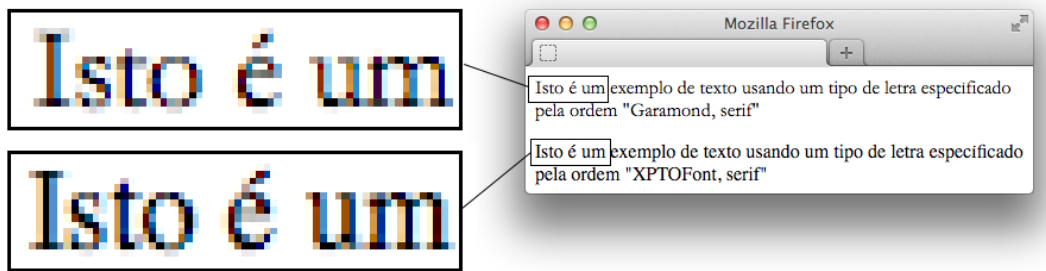 Isto é um
Isto é um
Mozilla Firefox
Isto é um exemplo de texto usando um tipo de letra especificado
pela ordem "Garamond, serif"
Isto é um exemplo de texto usando um tipo de letra especificado
pela ordem "XPTOFont, serif"